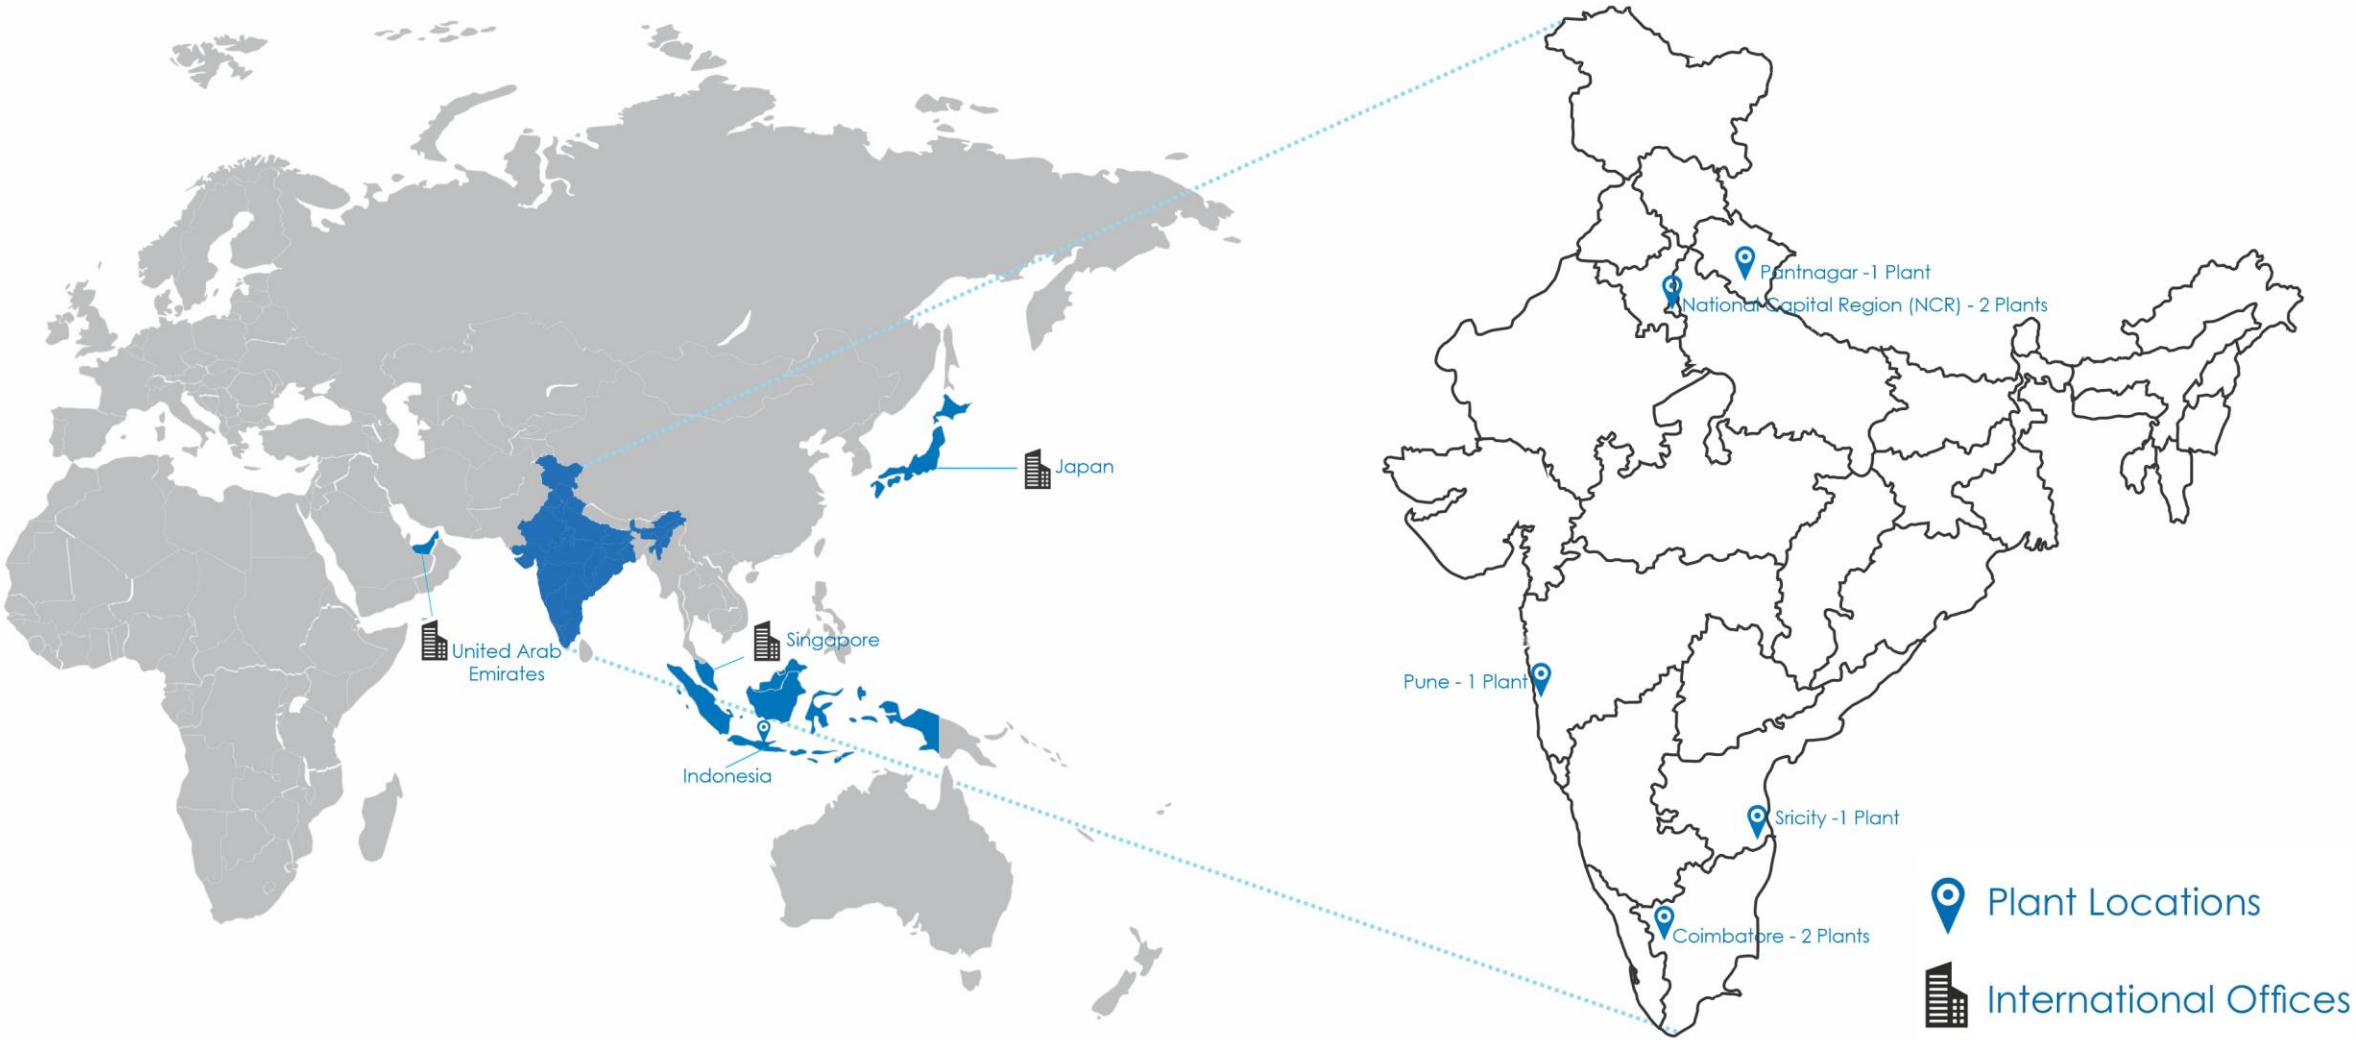 Japan
United Arab
Emirates
Singapore
Indonesia
Pantnagar -1 Plant
National Capital Region (NCR) - 2 Plants
Pune - 1 Plant
Sricity -1 Plant
Coimbatore - 2 Plants
Plant Locations
International Offices